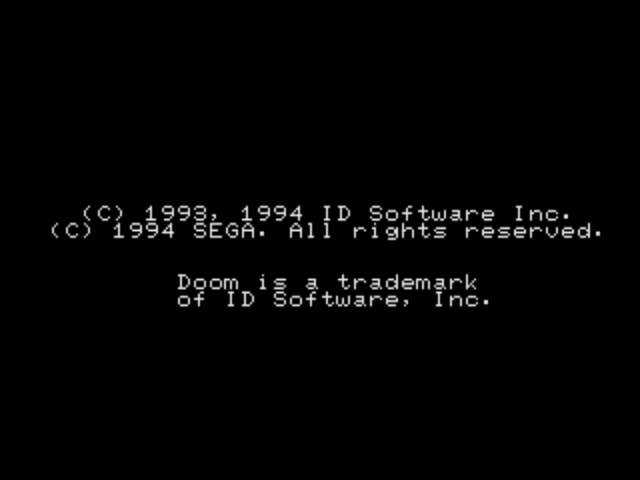 (C) 1993, 1994 ID Software Inc.
(C) 1994 SEGA. All rights reserved.
Doom is a trademark
of ID Software, Inc.